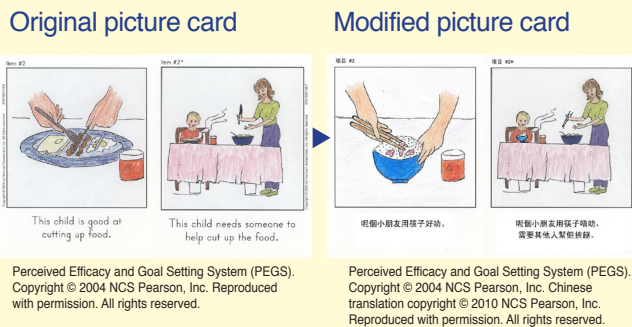 Original picture card
Modified picture card
Item #2
Item #2*
項目 #2
項目 #2*
This child is good at
cutting up food.
This child needs someone to
help cut up the food.
呢個小朋友用筷子好叻。
呢個小朋友用筷子唔叻,
需要其他人幫佢挾餸。
Perceived Efficacy and Goal Setting System (PEGS).
Copyright © 2004 NCS Pearson, Inc. Reproduced
with permission. All rights reserved.
Perceived Efficacy and Goal Setting System (PEGS).
Copyright © 2004 NCS Pearson, Inc. Chinese
translation copyright © 2010 NCS Pearson, Inc.
Reproduced with permission. All rights reserved.